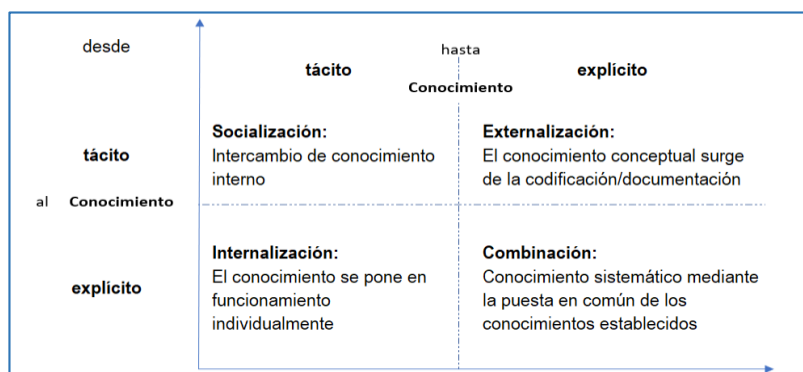 desde
hasta
tácito
explícito
Conocimiento
Socialización:
Intercambio de conocimiento
interno
Externalización:
El conocimiento conceptual surge
de la codificación/documentación
tácito
al Conocimiento
Internalización:
El conocimiento se pone en
funcionamiento
individualmente
Combinación:
Conocimiento sistemático mediante
la puesta en común de los
conocimientos establecidos
explícito